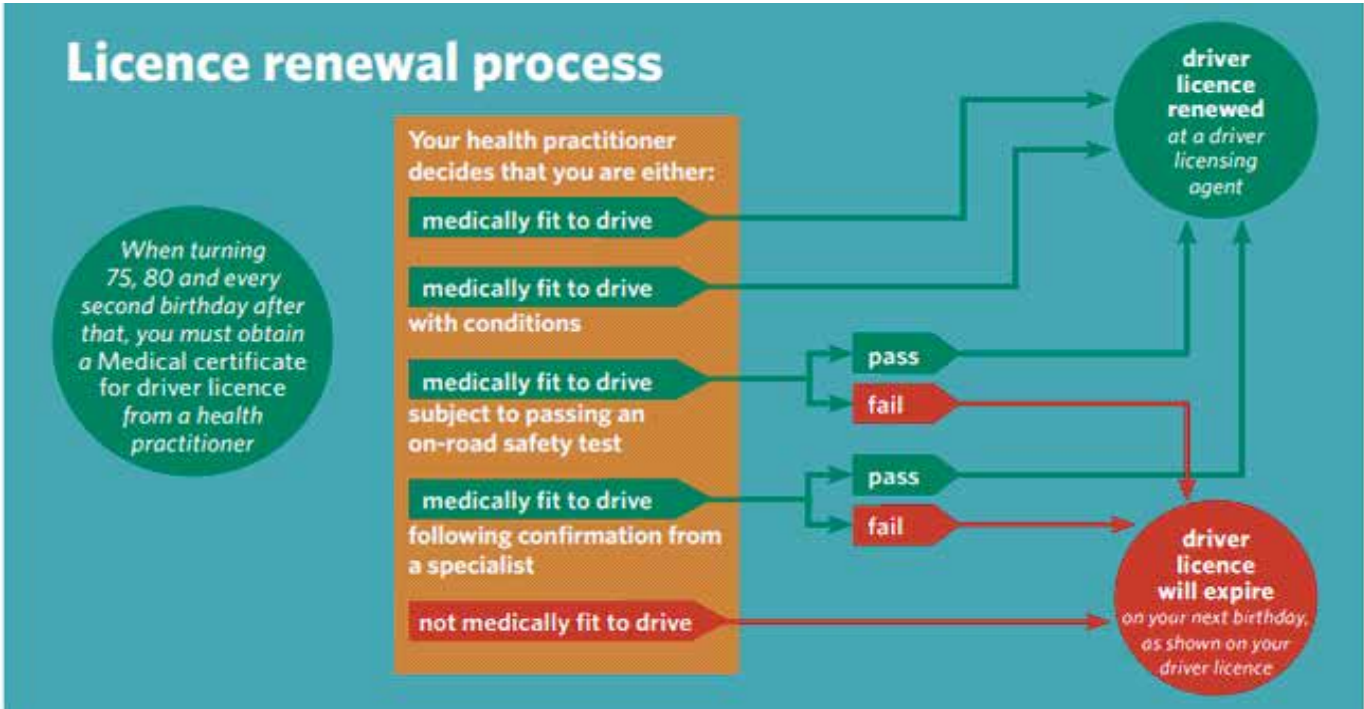 Licence renewal process
When turning
75, 80 and every
second birthday after
that, you must obtain
a Medical certificate
for driver licence
from a health
practitioner
Your health practitioner
decides that you are either:
medically fit to drive
medically fit to drive
with conditions
medically fit to drive
subject to passing an
on-road safety test
medically fit to drive
following confirmation from
a specialist
not medically fit to drive
pass
fail
pass
fail
driver
licence
renewed
at a driver
licensing
agent
driver
licence
will expire
on your next birthday,
as shown on your
driver licence